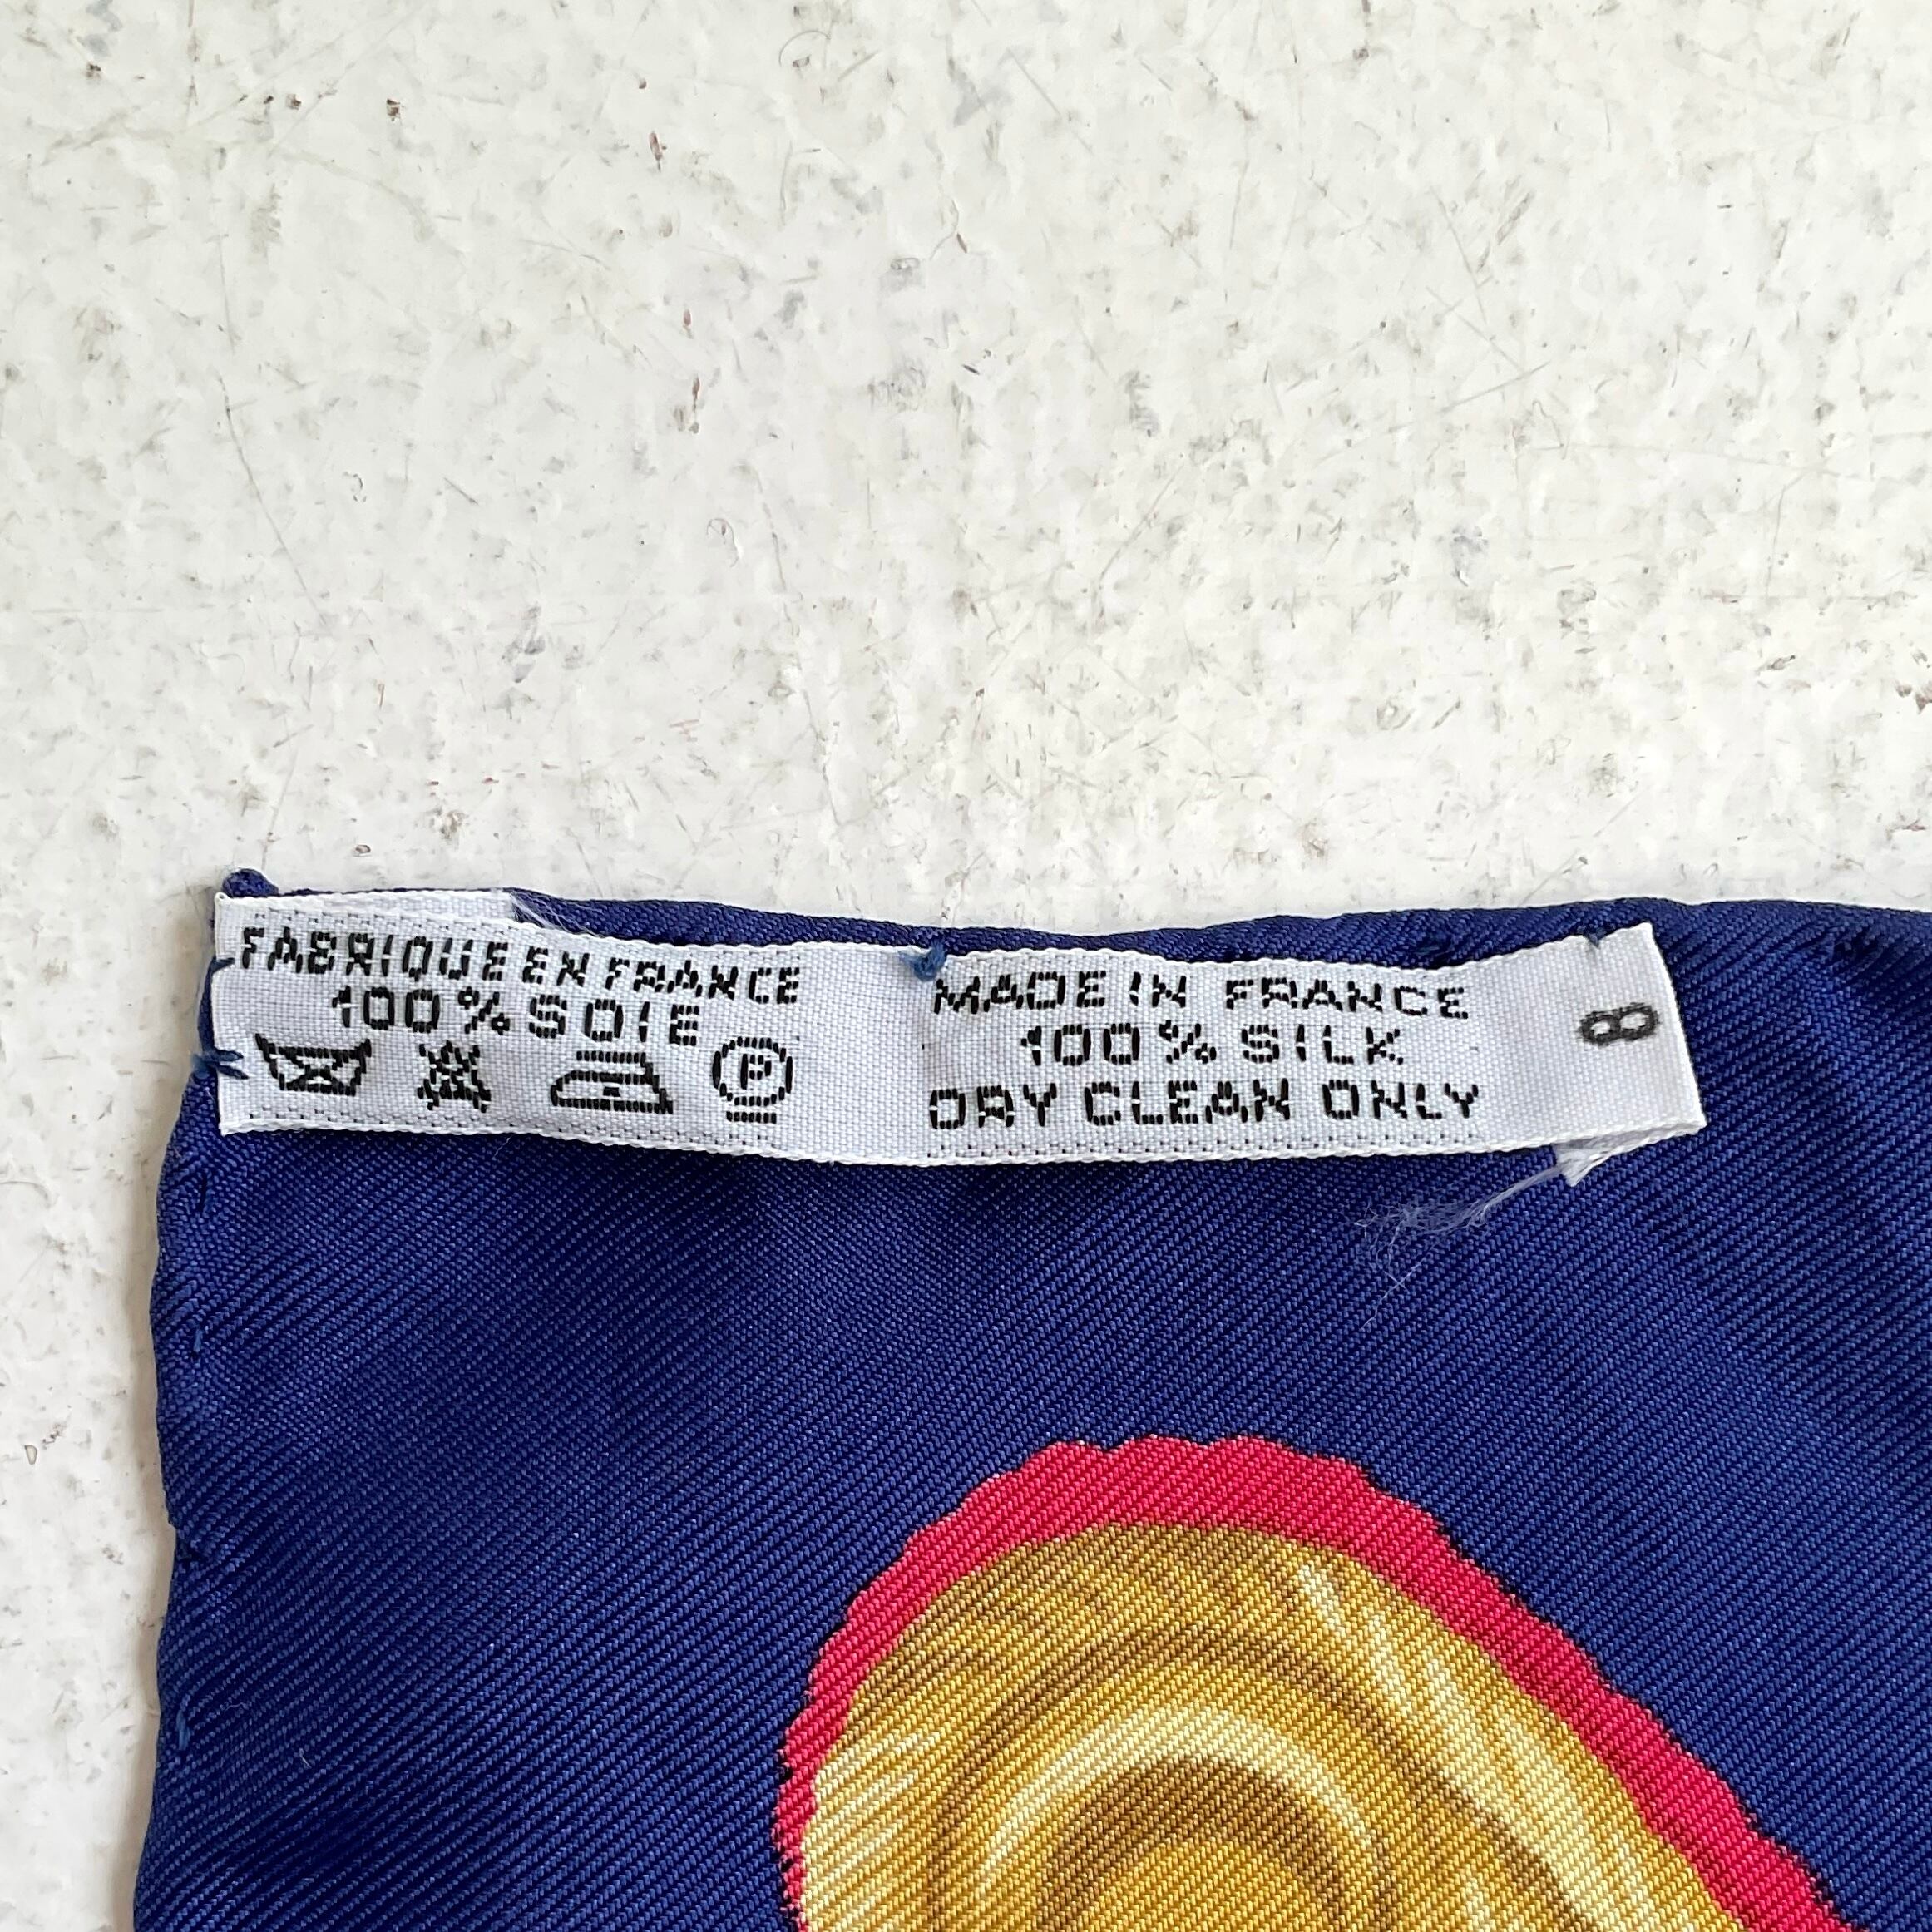 FABRIQUE EN FRANCE
100% SOIE
P
MADE IN FRANCE
100% SILK
DRY CLEAN ONLY
8